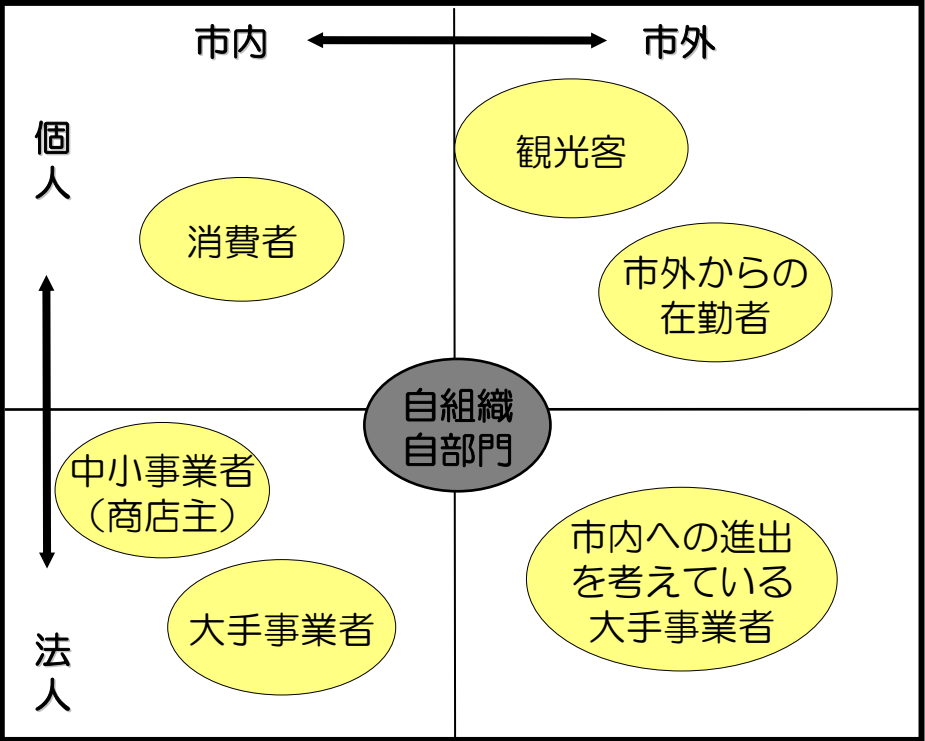 市内
市外
個人
観光客
消費者
市外からの
在勤者
自組織
自部門
中小事業者
（商店主）
大手事業者
市内への進出
を考えている
大手事業者
法人